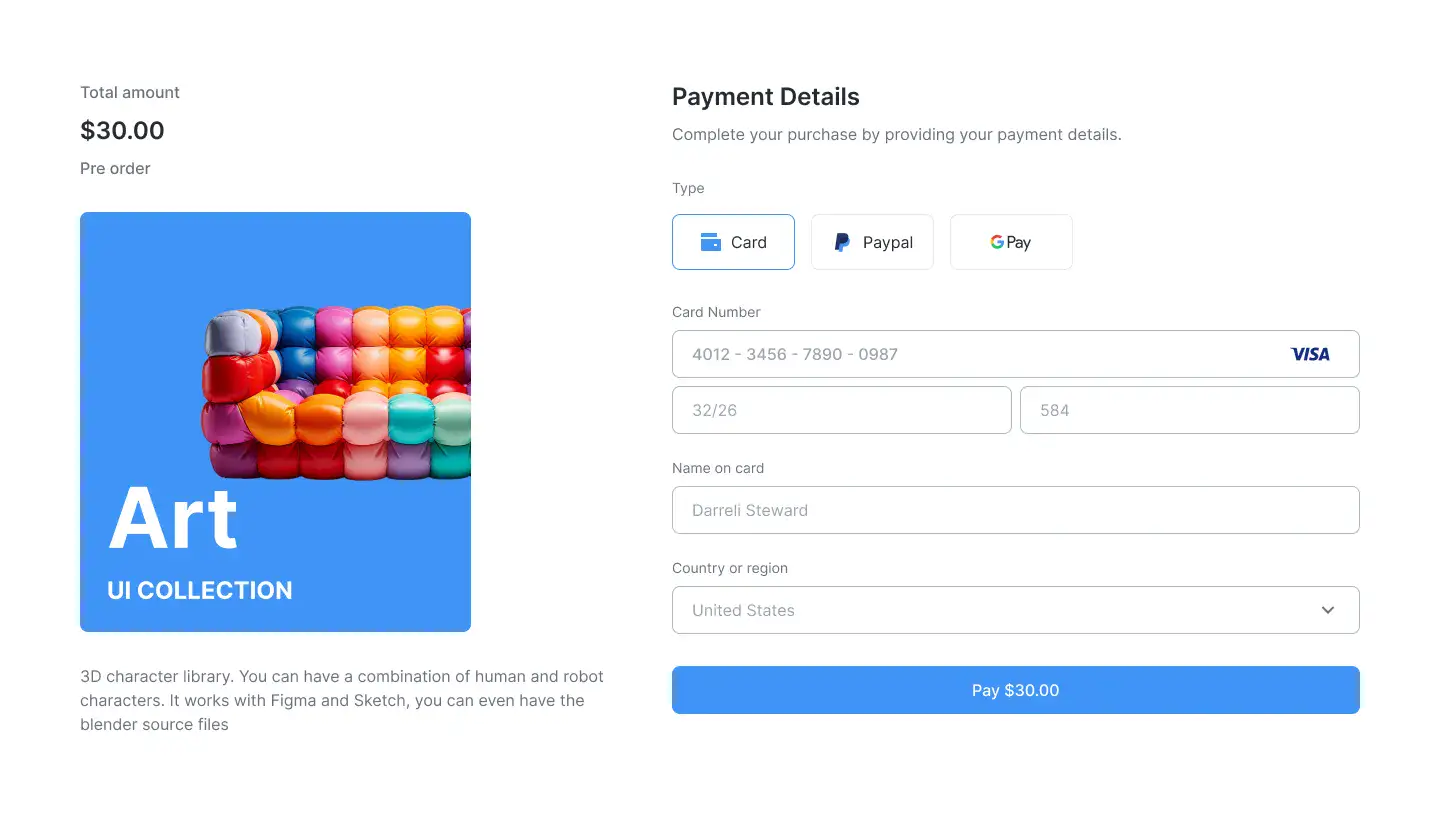 Total amount
$30.00
Pre order
Art
UI COLLECTION
3D character library. You can have a combination of human and robot
characters. It works with Figma and Sketch, you can even have the
blender source files
Payment Details
Complete your purchase by providing your payment details.
Type
Card
Paypal
G Pay
Card Number
4012 - 3456 - 7890 - 0987
VISA
32/26
584
Name on card
Darreli Steward
Country or region
United States
Pay $30.00